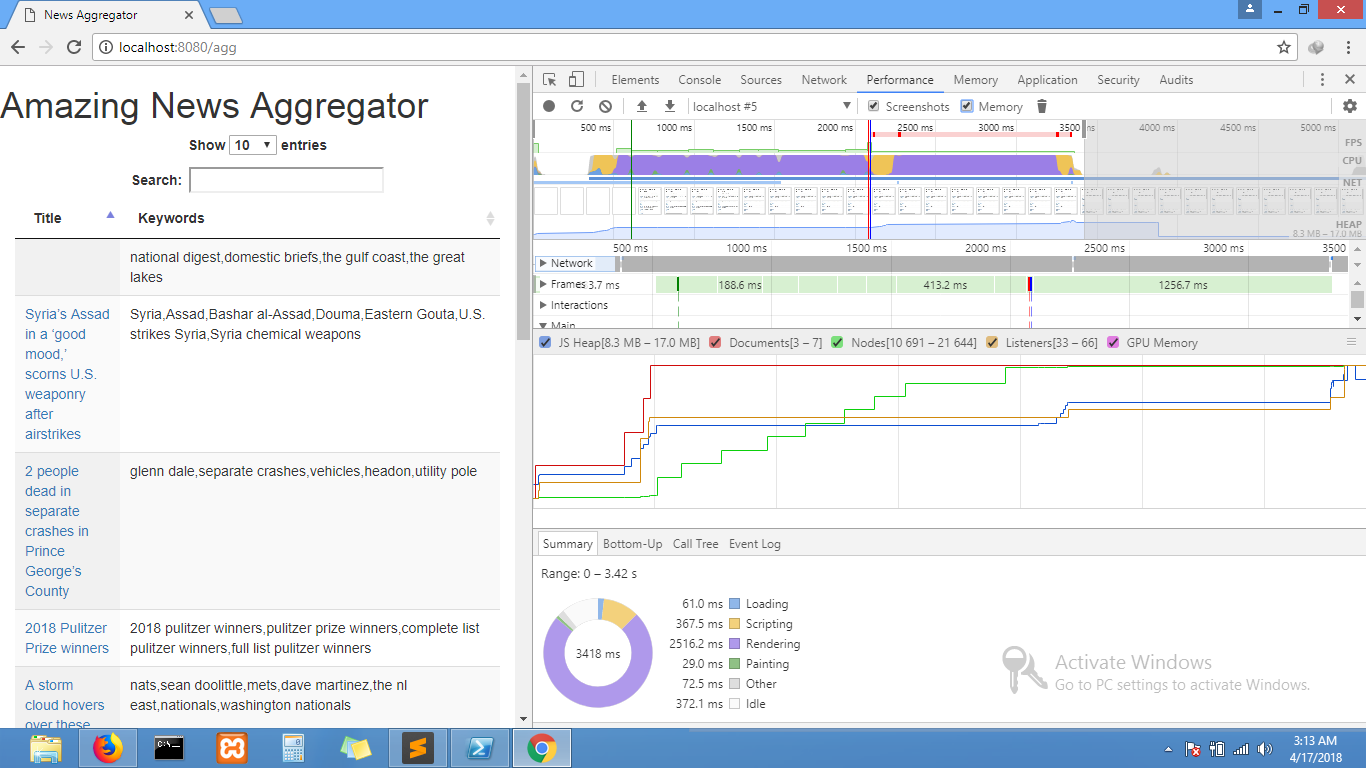 News Aggregator
localhost:8080/agg
Amazing News Aggregator
Show 10 entries
Search:
Title Keywords
national digest,domestic briefs,the gulf coast,the great
lakes
Syria's Assad
in a ‘good
mood,’
scorns U.S.
weaponry
after
airstrikes
Syria,Assad,Bashar al-Assad,Douma,Eastern Gouta,U.S.
strikes Syria,Syria chemical weapons
2 people
dead in
separate
crashes in
Prince
George's
County
glenn dale,separate crashes,vehicles,headon,utility pole
2018 Pulitzer
Prize winners
2018 pulitzer winners,pulitzer prize winners,complete list
pulitzer winners,full list pulitzer winners
A storm
cloud hovers
over these
nats,sean doolittle,mets,dave martinez,the nl
east,nationals,washington nationals
Elements Console Sources Network Performance Memory Application Security Audits
localhost #5 Screenshots Memory
500 ms 1000 ms 1500 ms 2000 ms 2500 ms 3000 ms 3500 ms 4000 ms 4500 ms 5000 ms
FPS
CPU
NET
HEAP
8.3 MB – 17.0 MB
500 ms 1000 ms 1500 ms 2000 ms 2500 ms 3000 ms 3500
Network
Frames 3.7 ms 188.6 ms 413.2 ms 1256.7 ms
Interactions
Main
JS Heap[8.3 MB – 17.0 MB] Documents[3 – 7] Nodes[10 691 – 21 644] Listeners[33 – 66] GPU Memory
Summary Bottom-Up Call Tree Event Log
Range: 0 – 3.42 s
3418 ms
61.0 ms Loading
367.5 ms Scripting
2516.2 ms Rendering
29.0 ms Painting
72.5 ms Other
372.1 ms Idle
Activate Windows
Go to PC settings to activate Windows.
3:13 AM
4/17/2018